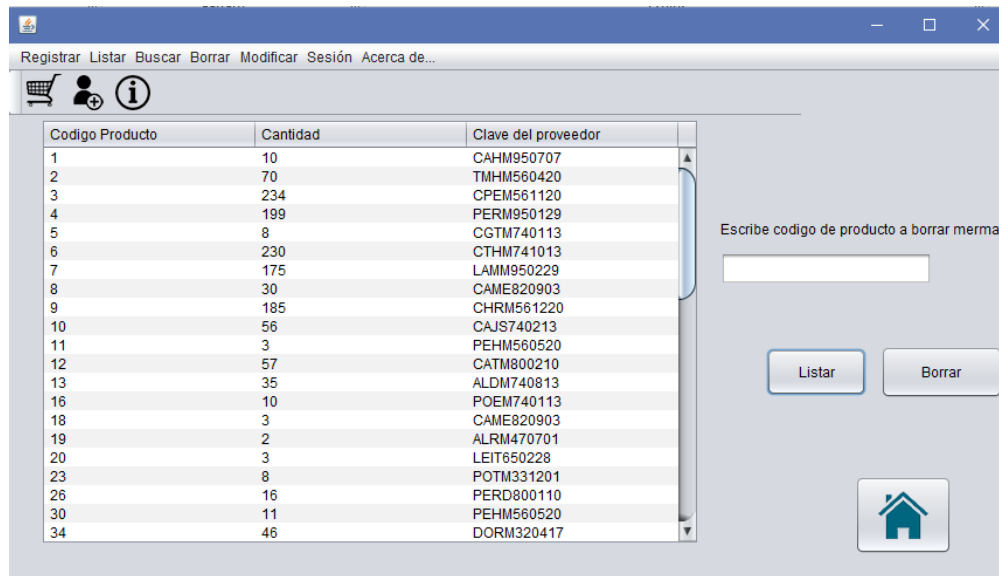 Registrar Listar Buscar Borrar Modificar Sesión Acerca de...
Codigo Producto Cantidad Clave del proveedor
1 10 CAHM950707
2 70 TMHM560420
3 234 CPEM561120
4 199 PERM950129
5 8 CGTM740113
6 230 CTHM741013
7 175 LAMM950229
8 30 CAME820903
9 185 CHRM561220
10 56 CAJS740213
11 3 PEHM560520
12 57 CATM800210
13 35 ALDM740813
16 10 POEM740113
18 3 CAME820903
19 2 ALRM470701
20 3 LEIT650228
23 8 POTM331201
26 16 PERD800110
30 11 PEHM560520
34 46 DORM320417
Escribe codigo de producto a borrar merma
Listar Borrar